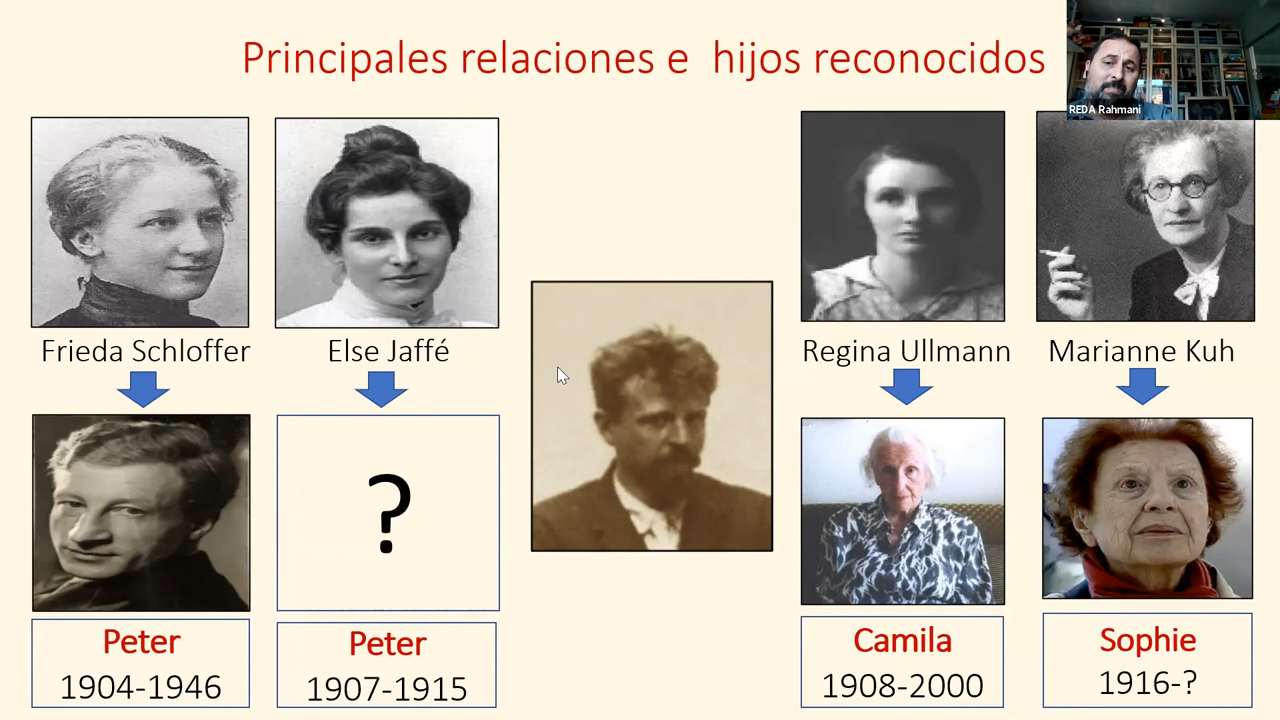 Principales relaciones e hijos reconocidos
REDA Rahmani
Frieda Schloffer
Else Jaffé
Regina Ullmann
Marianne Kuh
?
Peter
1904-1946
Peter
1907-1915
Camila
1908-2000
Sophie
1916-?